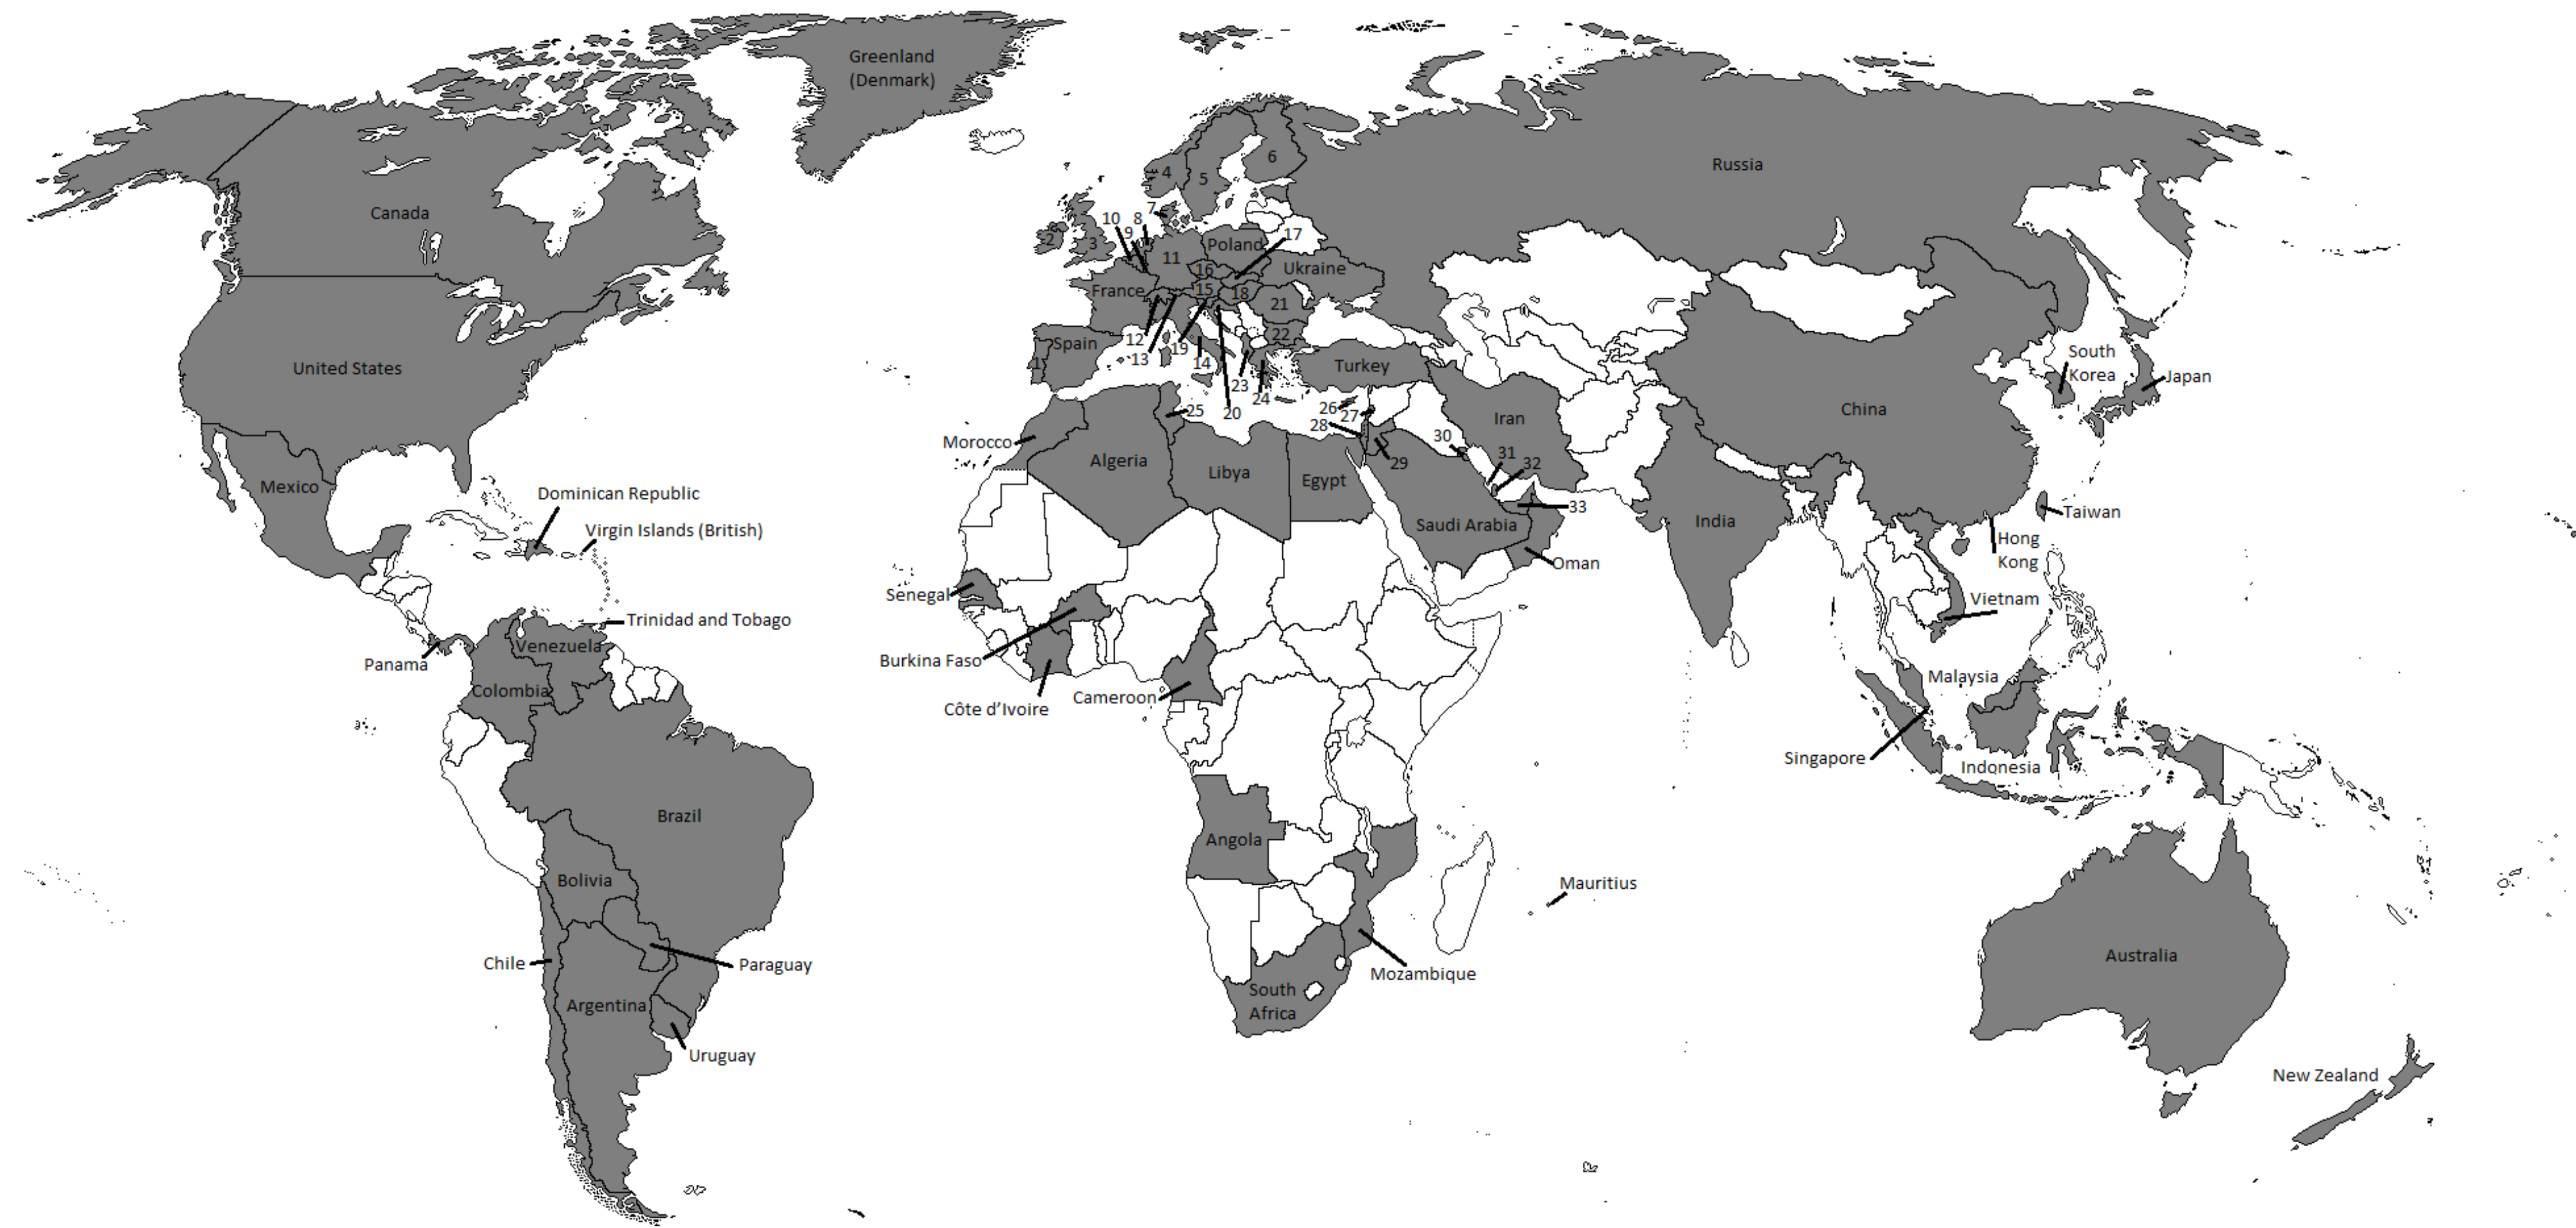 Greenland
(Denmark)
Russia
Canada
United States
Mexico
Dominican Republic
Virgin Islands (British)
Trinidad and Tobago
Panama
Venezuela
Colombia
Brazil
Bolivia
Chile
Paraguay
Argentina
Uruguay
1
2
3
4
5
6
7
8
9
10
11
Poland
17
Ukraine
16
15
18
21
22
France
Spain
12
13
19
14
20
23
24
Turkey
25
26
27
28
29
30
31
32
33
Morocco
Algeria
Libya
Egypt
Iran
Saudi Arabia
Oman
Senegal
Burkina Faso
Côte d’Ivoire
Cameroon
Angola
Mauritius
Mozambique
South
Africa
China
India
South
Korea
Japan
Taiwan
Hong
Kong
Vietnam
Malaysia
Singapore
Indonesia
Australia
New Zealand